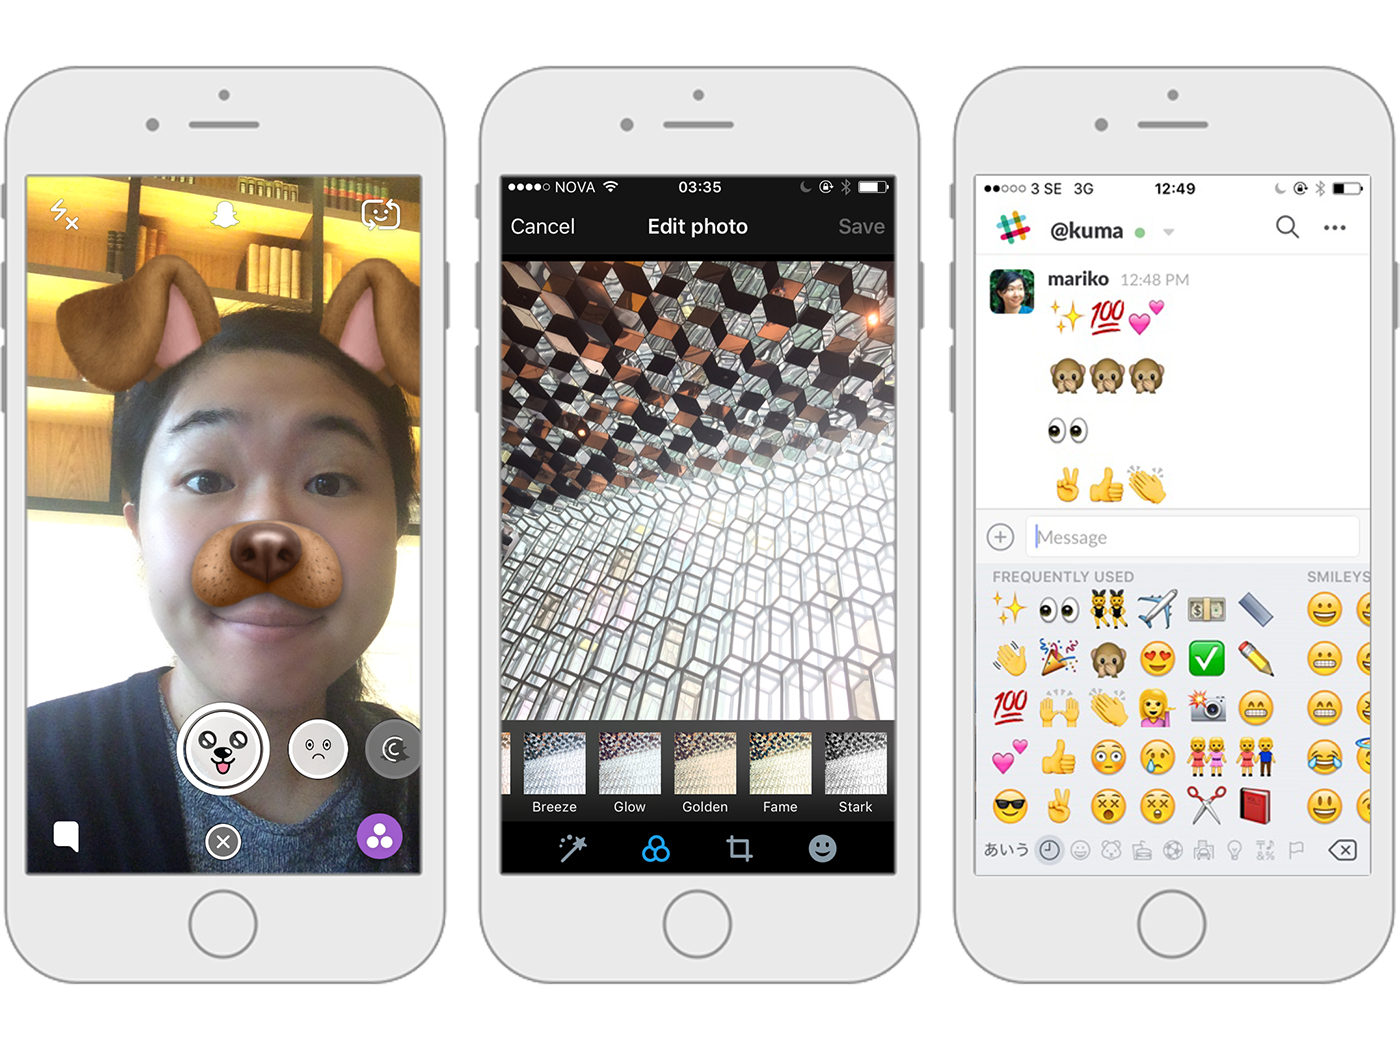 NOVA 03:35
Cancel Edit photo Save
Breeze Glow Golden Fame Stark
3 SE 3G 12:49
@kuma
mariko 12:48 PM
100
Message
FREQUENTLY USED SMILEYS
100
あいう